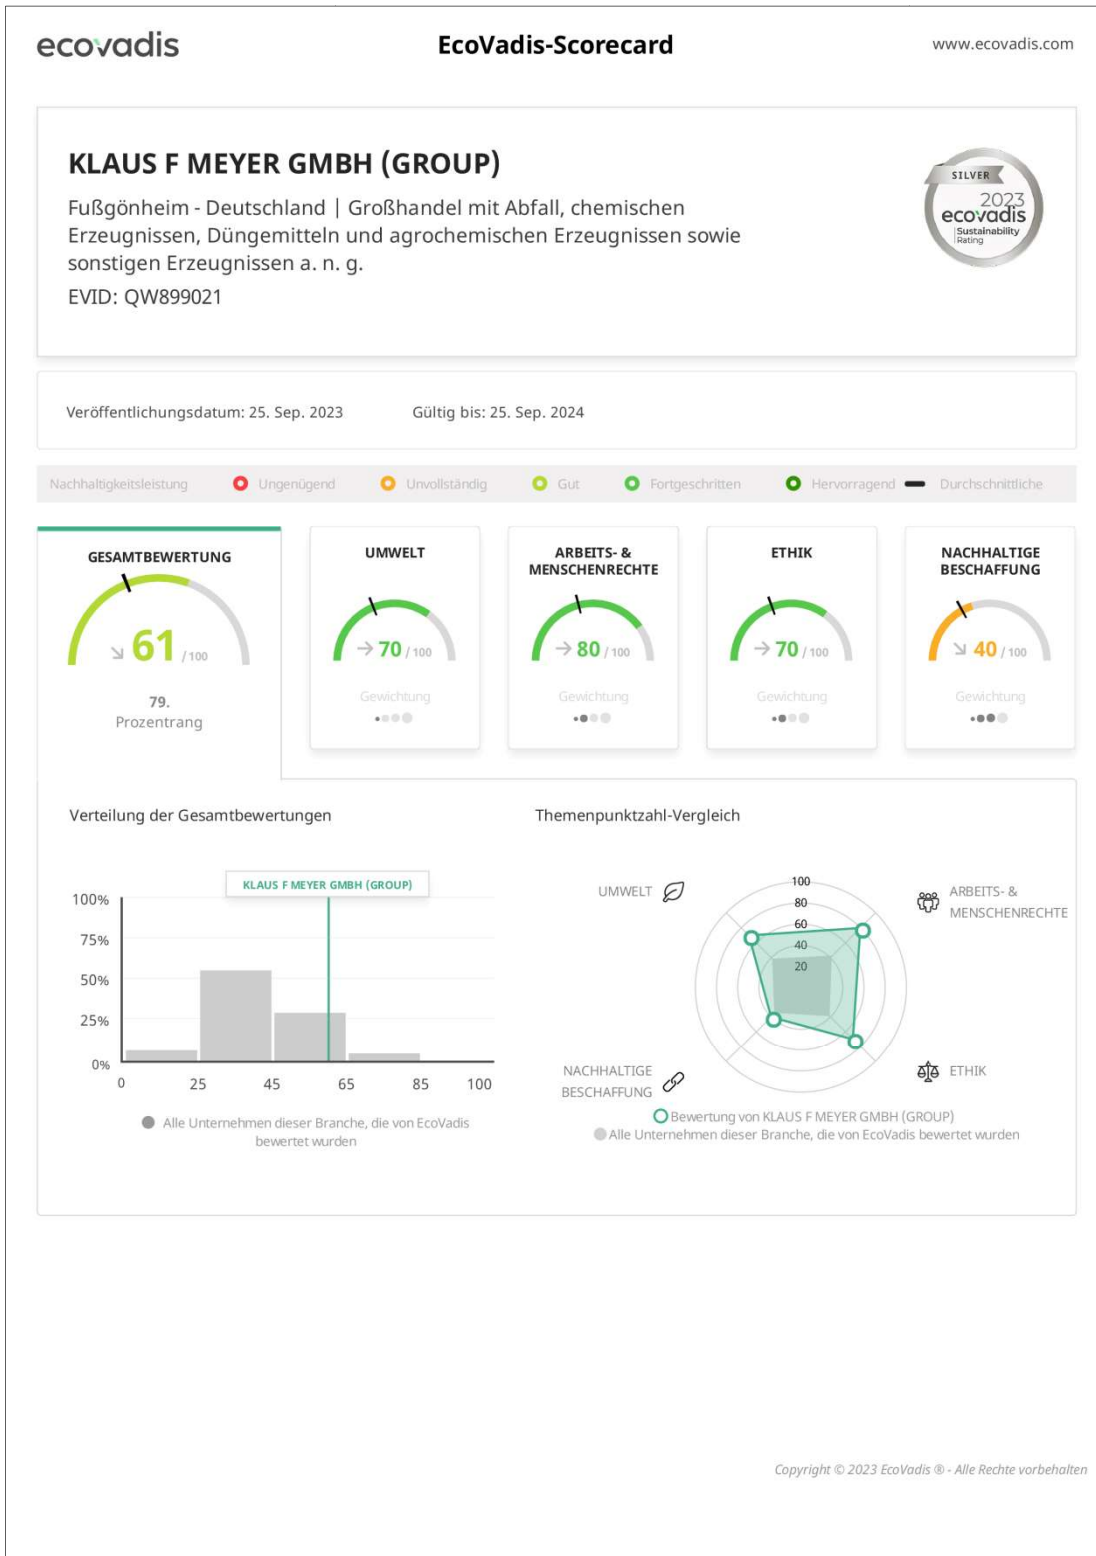 ecovadis
EcoVadis-Scorecard
www.ecovadis.com
KLAUS F MEYER GMBH (GROUP)
Fußgönheim - Deutschland | Großhandel mit Abfall, chemischen
Erzeugnissen, Düngemitteln und agrochemischen Erzeugnissen sowie
sonstigen Erzeugnissen a. n. g.
EVID: QW899021
SILVER
2023
ecovadis
Sustainability
Rating
Veröffentlichungsdatum: 25. Sep. 2023
Gültig bis: 25. Sep. 2024
Nachhaltigkeitsleistung
Ungenügend
Unvollständig
Gut
Fortgeschritten
Hervorragend
Durchschnittliche
GESAMTBEWERTUNG
61 / 100
79.
Prozentrang
UMWELT
70 / 100
Gewichtung
ARBEITS- &
MENSCHENRECHTE
80 / 100
Gewichtung
ETHIK
70 / 100
Gewichtung
NACHHALTIGE
BESCHAFFUNG
40 / 100
Gewichtung
Verteilung der Gesamtbewertungen
KLAUS F MEYER GMBH (GROUP)
100%
75%
50%
25%
0%
0 25 45 65 85 100
Alle Unternehmen dieser Branche, die von EcoVadis
bewertet wurden
Themenpunktzahl-Vergleich
UMWELT
ARBEITS- &
MENSCHENRECHTE
100
80
60
40
20
NACHHALTIGE
BESCHAFFUNG
ETHIK
Bewertung von KLAUS F MEYER GMBH (GROUP)
Alle Unternehmen dieser Branche, die von EcoVadis bewertet wurden
Copyright © 2023 EcoVadis ® - Alle Rechte vorbehalten